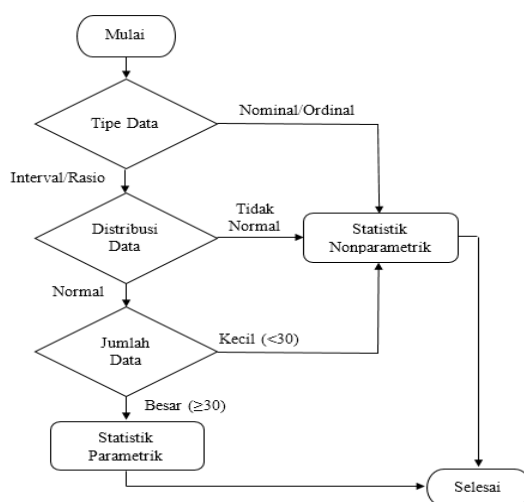 Mulai
Tipe Data
Nominal/Ordinal
Interval/Rasio
Distribusi
Data
Tidak
Normal
Statistik
Nonparametrik
Normal
Jumlah
Data
Kecil (<30)
Besar (≥30)
Statistik
Parametrik
Selesai